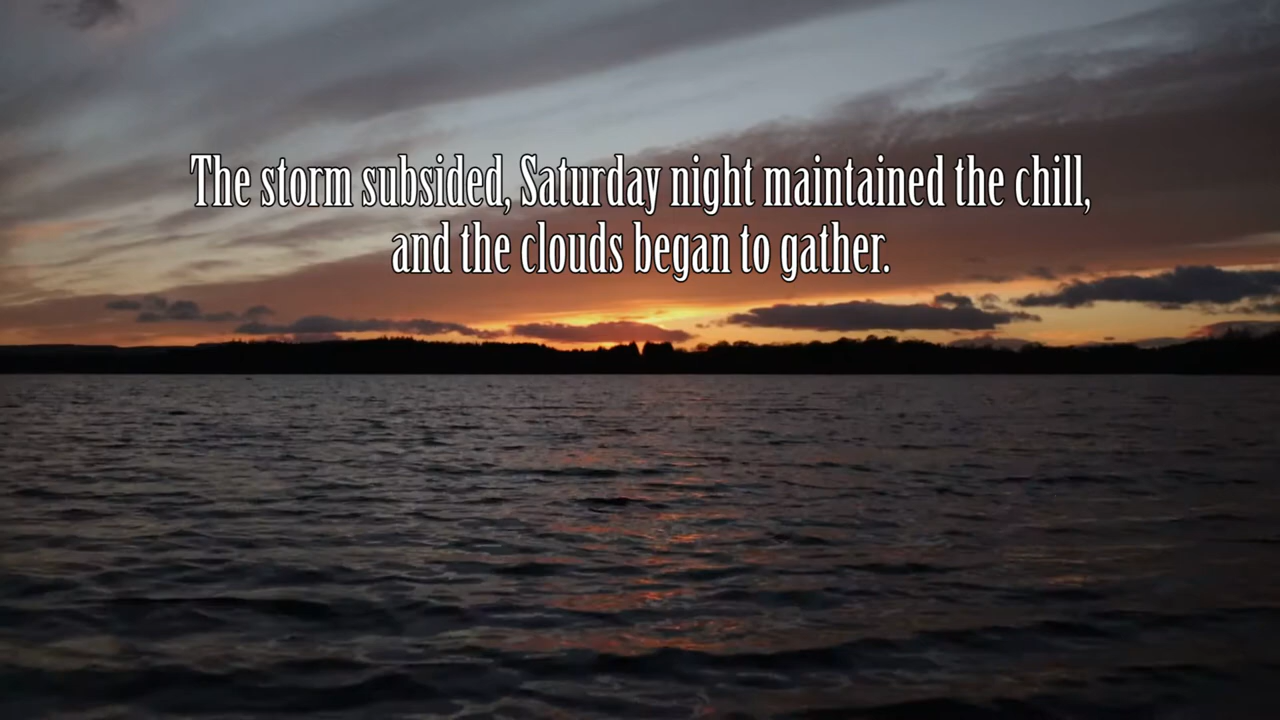 The storm subsided, Saturday night maintained the chill,
and the clouds began to gather.